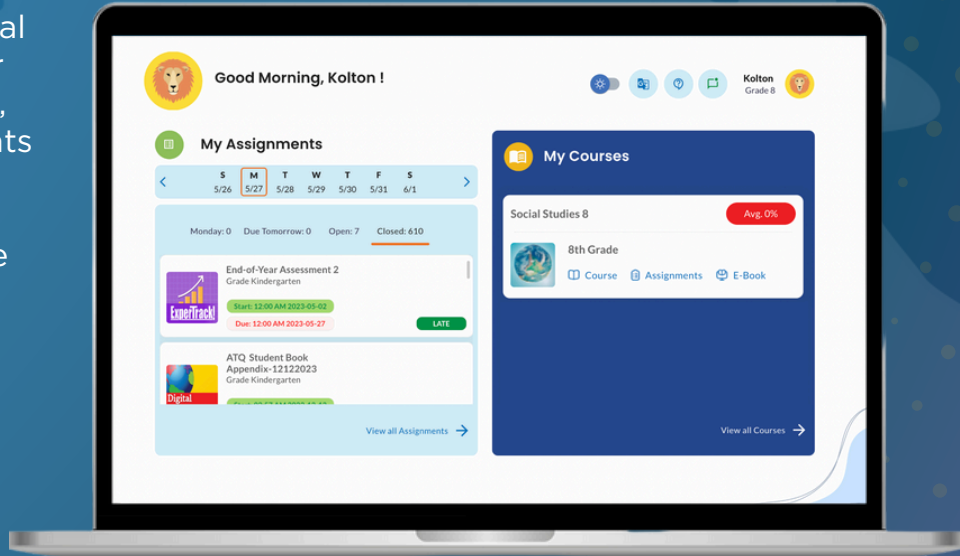 Good Morning, Kolton !
Kolton
Grade 8
My Assignments
S M T W T F S
5/26 5/27 5/28 5/29 5/30 5/31 6/1
Monday: 0 Due Tomorrow: 0 Open: 7 Closed: 610
End-of-Year Assessment 2
Grade Kindergarten
ExperTrack!
Start: 12:00 AM 2023-05-02
Due: 12:00 AM 2023-05-27
LATE
ATQ Student Book
Appendix-12122023
Grade Kindergarten
Digital
View all Assignments
My Courses
Social Studies 8
Avg. 0%
8th Grade
Course Assignments E-Book
View all Courses